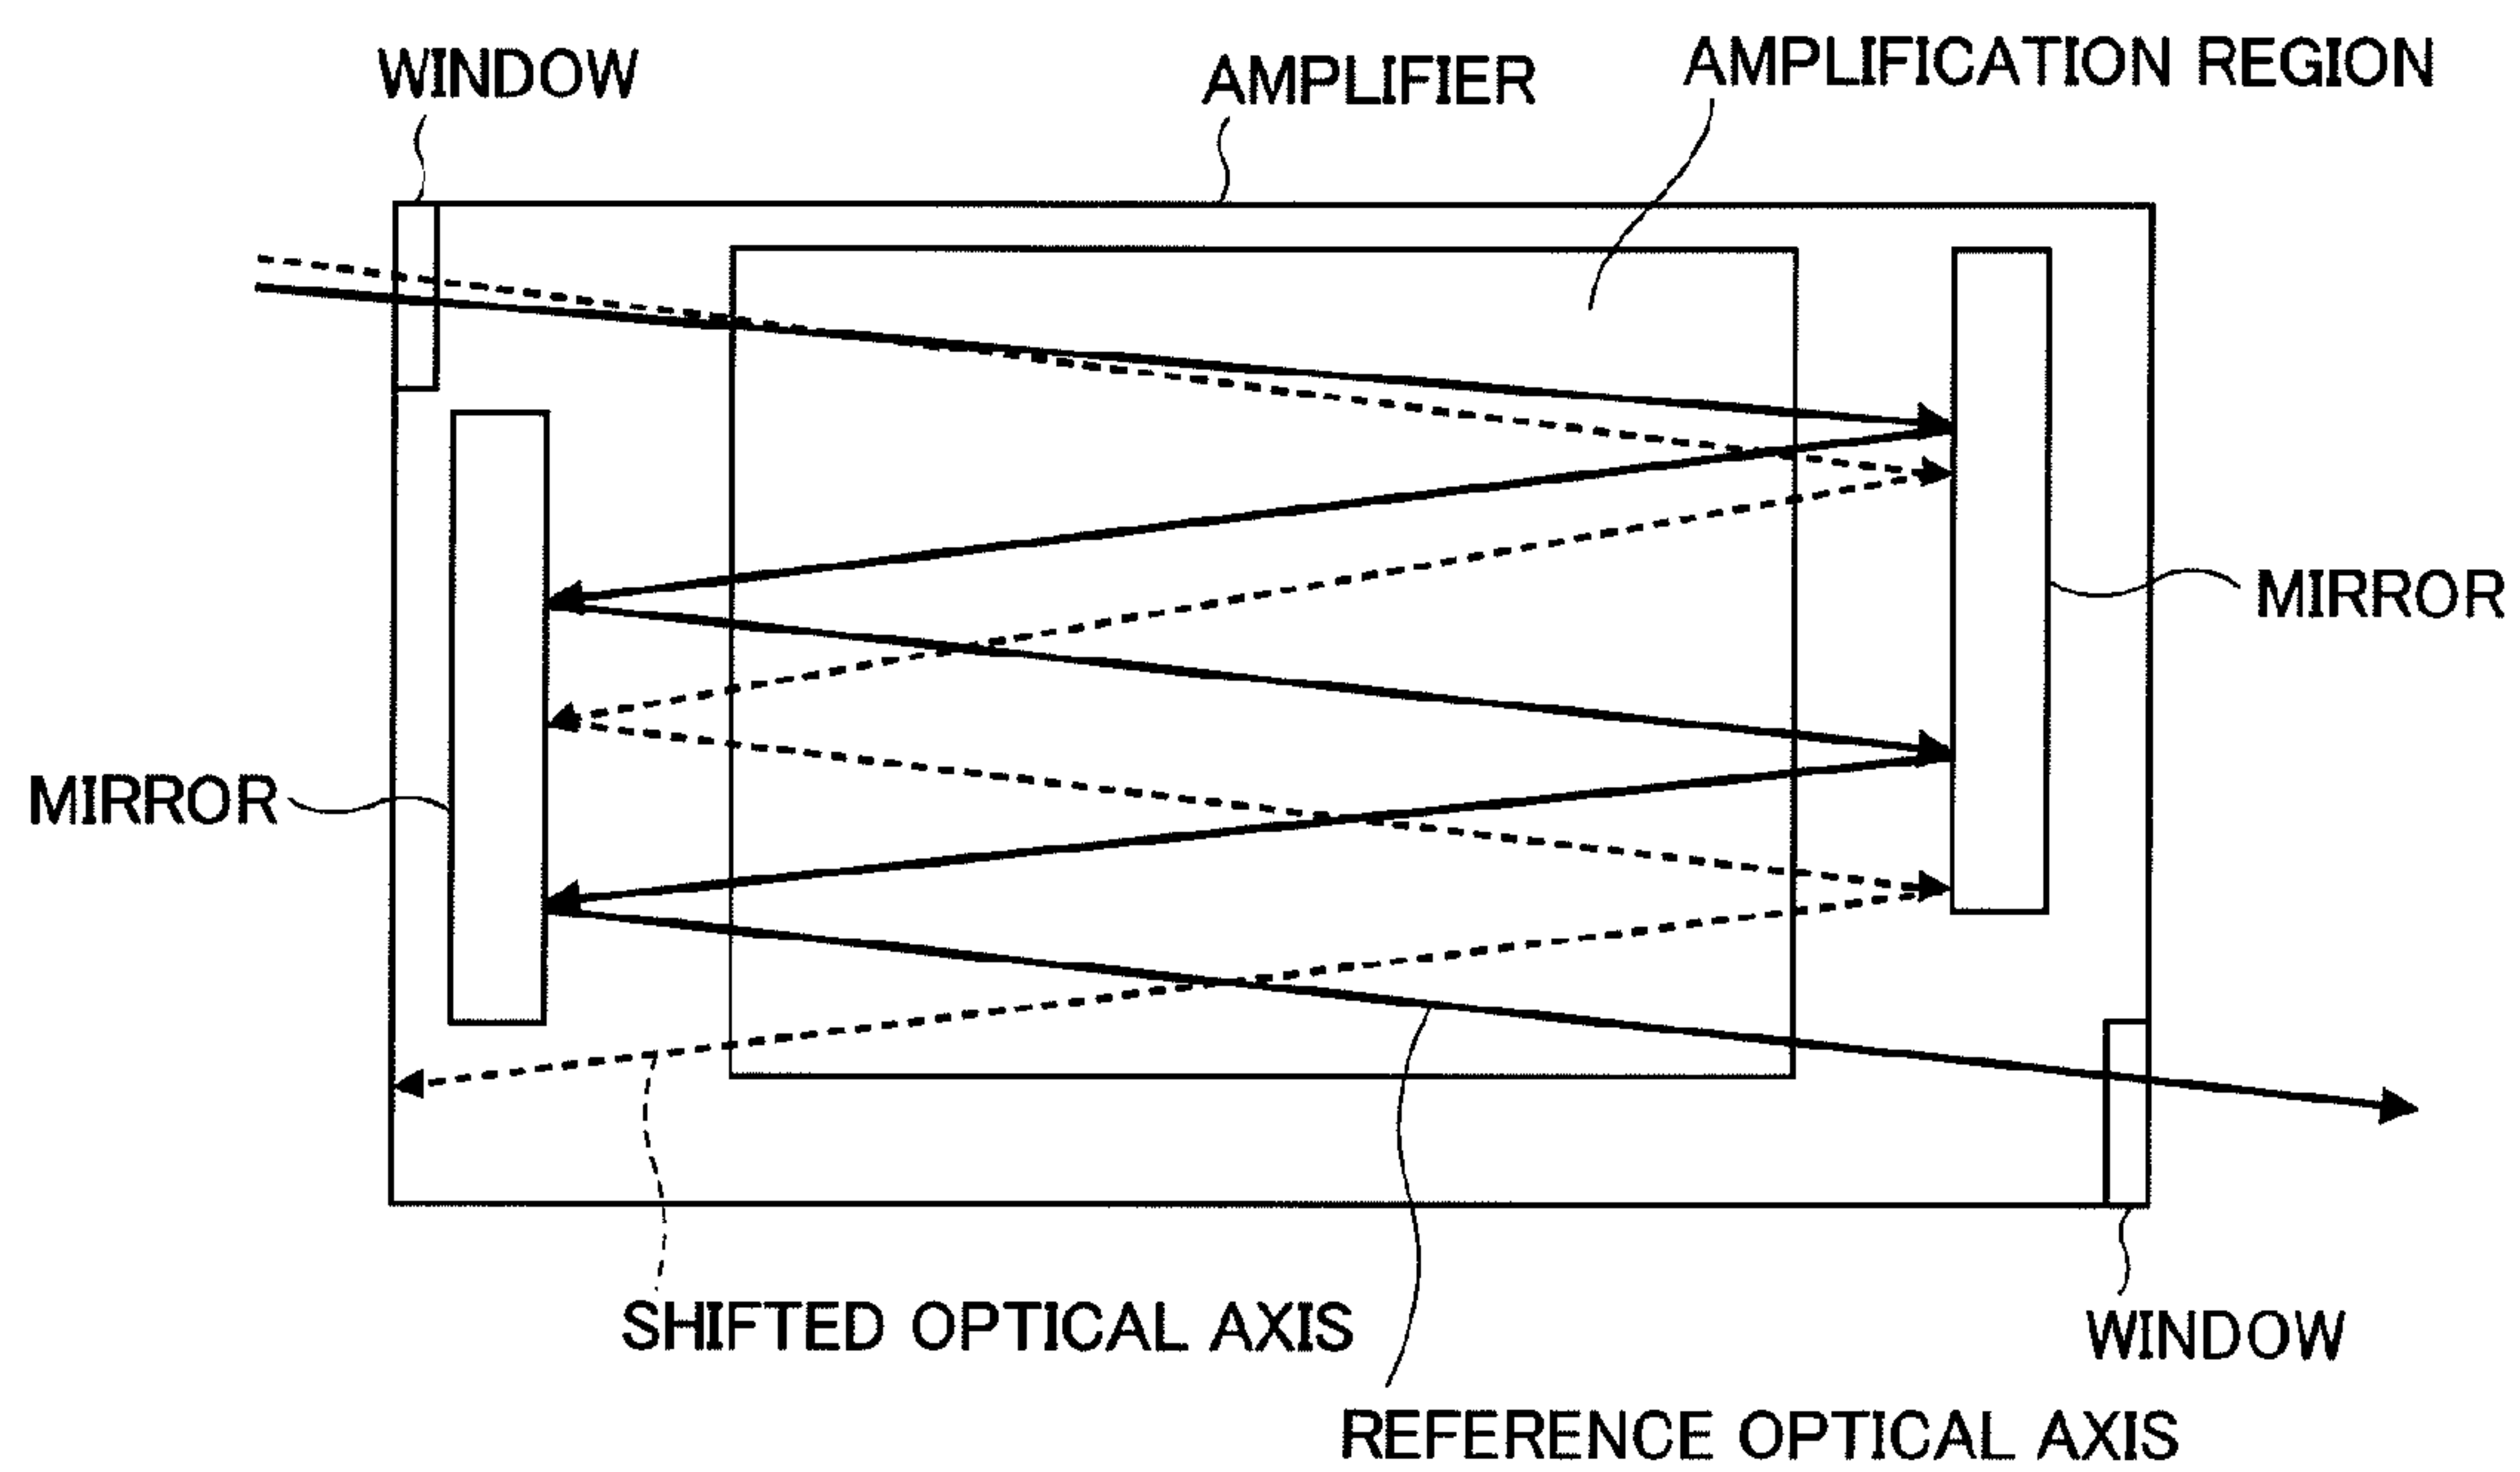 WINDOW
AMPLIFIER
AMPLIFICATION REGION
MIRROR
MIRROR
SHIFTED OPTICAL AXIS
WINDOW
REFERENCE OPTICAL AXIS